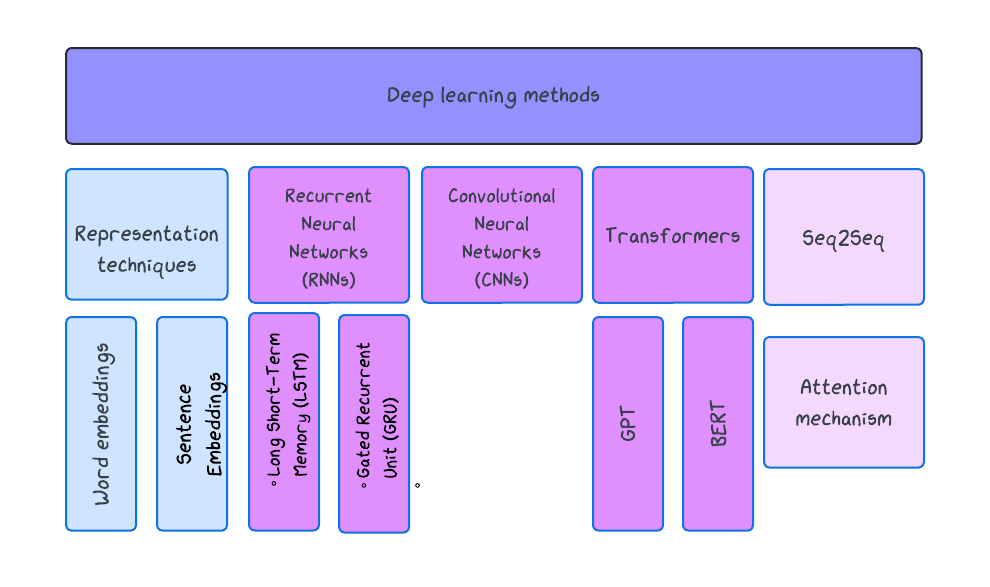 Deep learning methods
Representation
techniques
Recurrent
Neural
Networks
(RNNs)
Convolutional
Neural
Networks
(CNNs)
Transformers
Seq2Seq
Word embeddings
Sentence
Embeddings
◦ Long Short-Term
Memory (LSTM)
◦ Gated Recurrent
Unit (GRU)
◦
GPT
BERT
Attention
mechanism